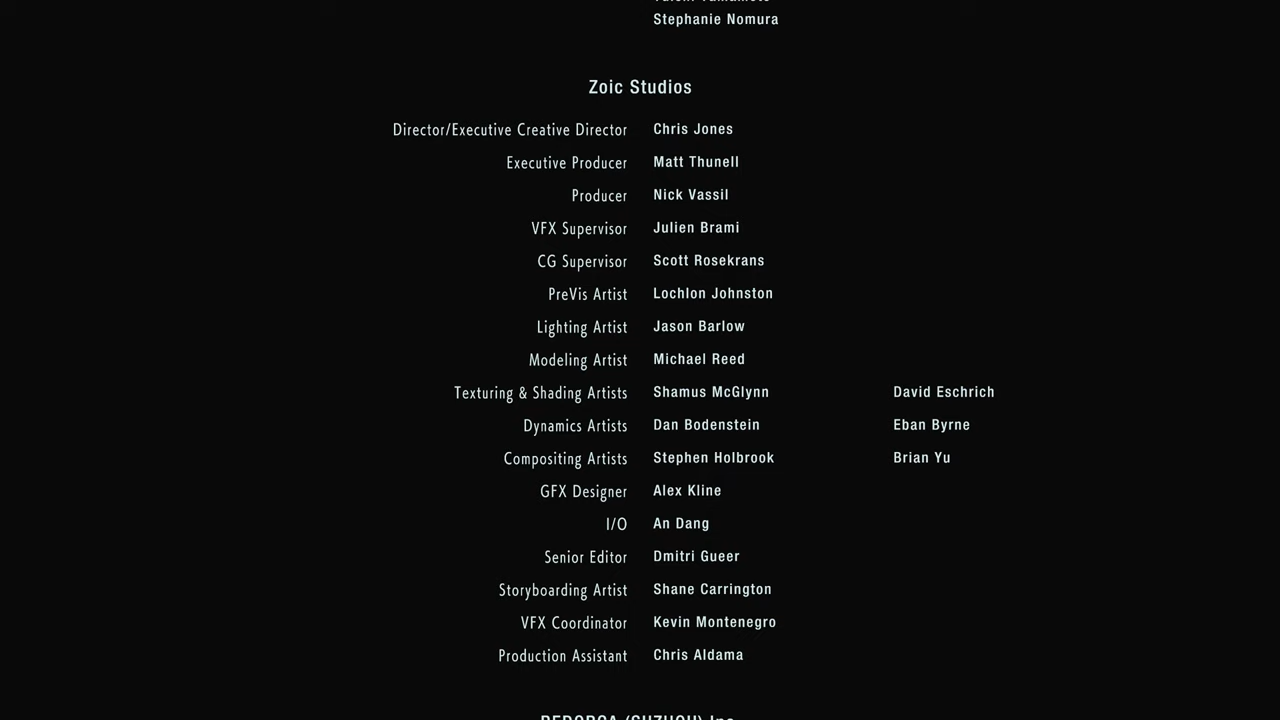 Stephanie Nomura
Zoic Studios
Director/Executive Creative Director Chris Jones
Executive Producer Matt Thunell
Producer Nick Vassil
VFX Supervisor Julien Brami
CG Supervisor Scott Rosekrans
PreVis Artist Lochlon Johnston
Lighting Artist Jason Barlow
Modeling Artist Michael Reed
Texturing & Shading Artists Shamus McGlynn David Eschrich
Dynamics Artists Dan Bodenstein Eban Byrne
Compositing Artists Stephen Holbrook Brian Yu
GFX Designer Alex Kline
I/O An Dang
Senior Editor Dmitri Gueer
Storyboarding Artist Shane Carrington
VFX Coordinator Kevin Montenegro
Production Assistant Chris Aldama